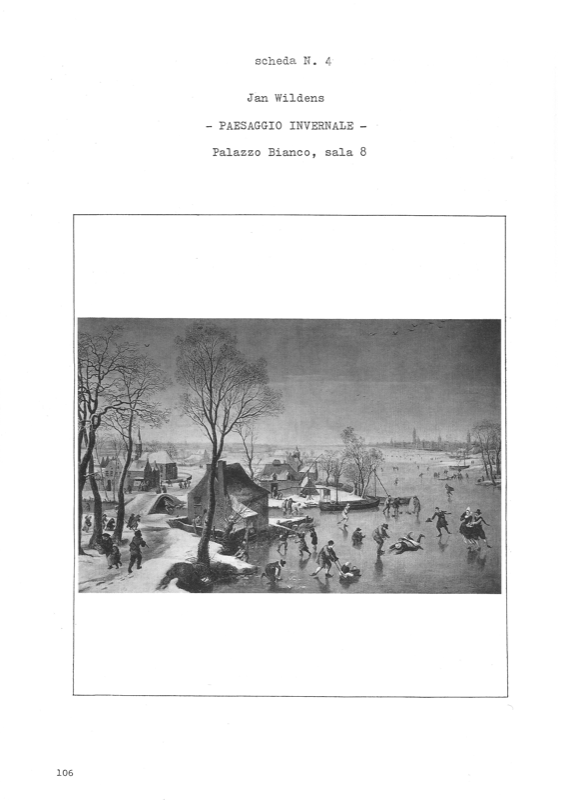 scheda N. 4
Jan Wildens
- PAESAGGIO INVERNALE -
Palazzo Bianco, sala 8
106